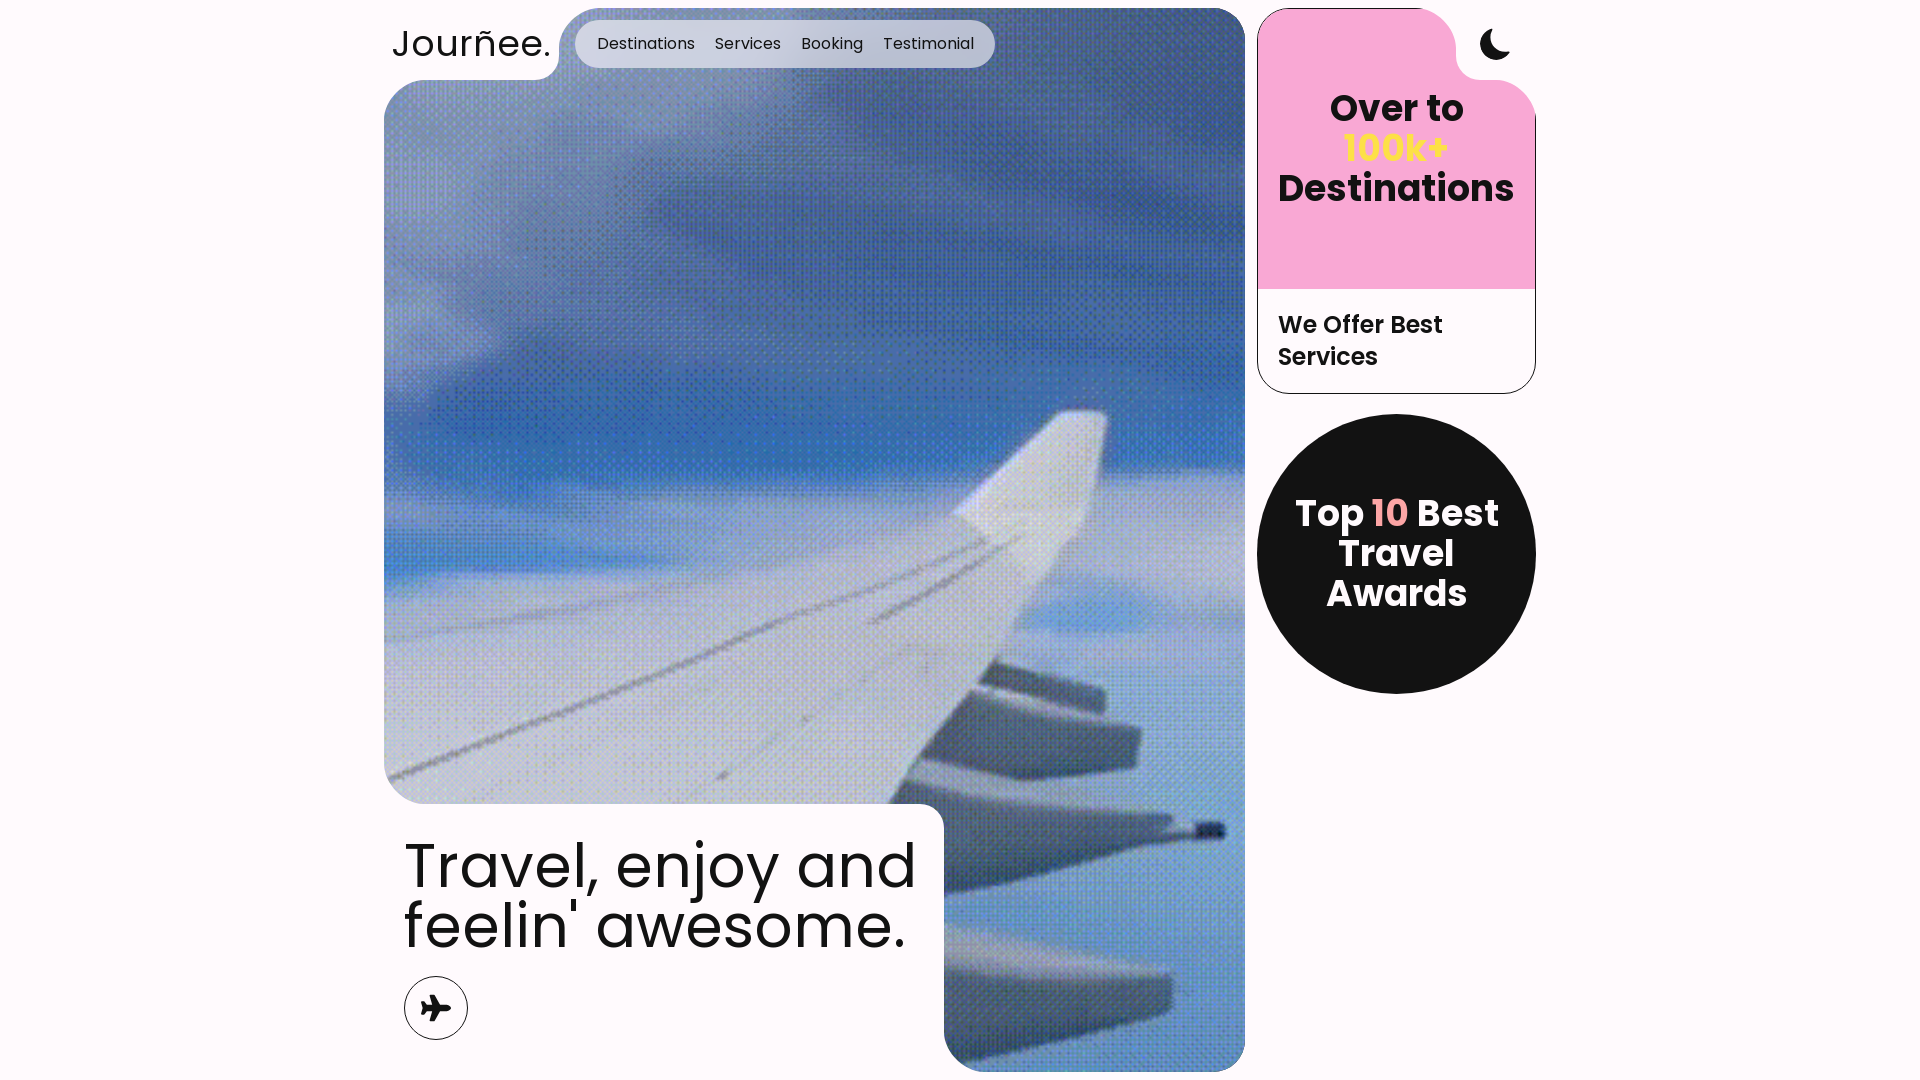 Jourñee.
Destinations
Services
Booking
Testimonial
Over to
100k+
Destinations
We Offer Best
Services
Top 10 Best
Travel
Awards
Travel, enjoy and
feelin' awesome.